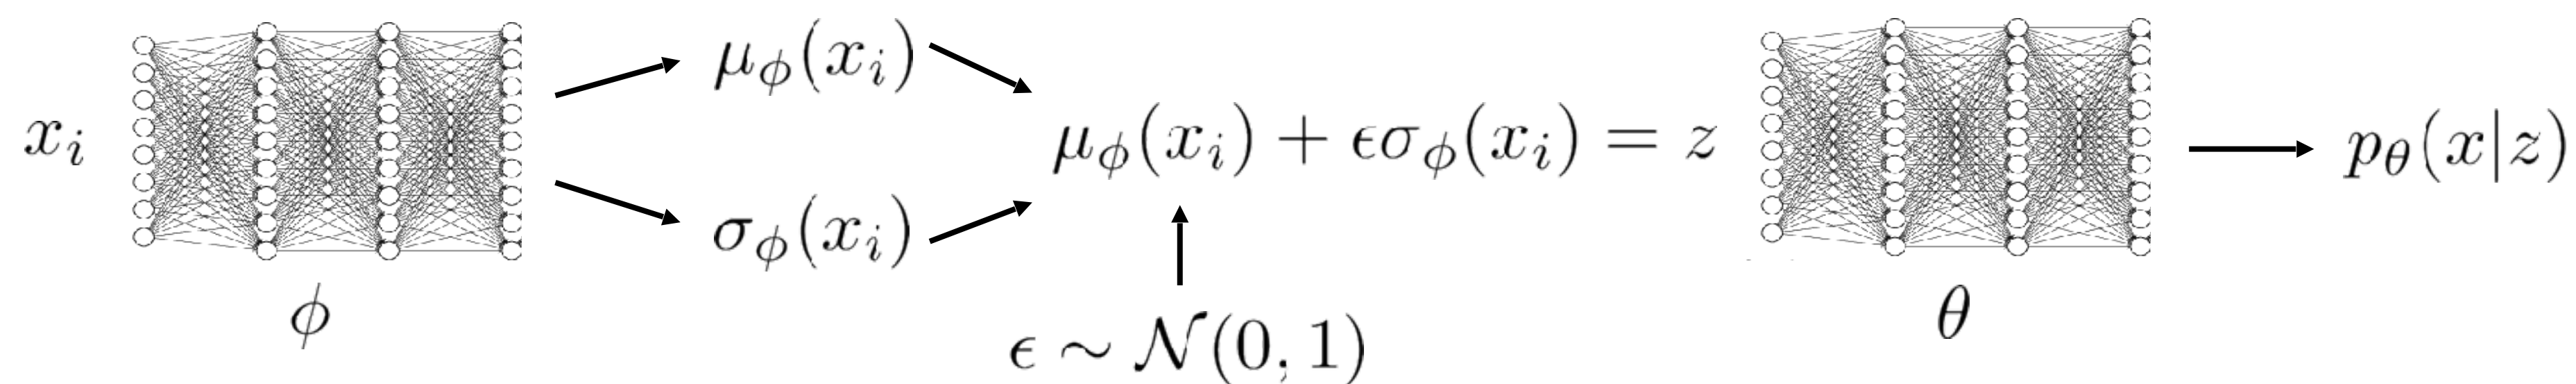 x_i
ϕ
μ_ϕ(x_i)
σ_ϕ(x_i)
μ_ϕ(x_i) + ϵσ_ϕ(x_i) = z
ϵ ∼ 𝒩(0, 1)
θ
p_θ(x|z)